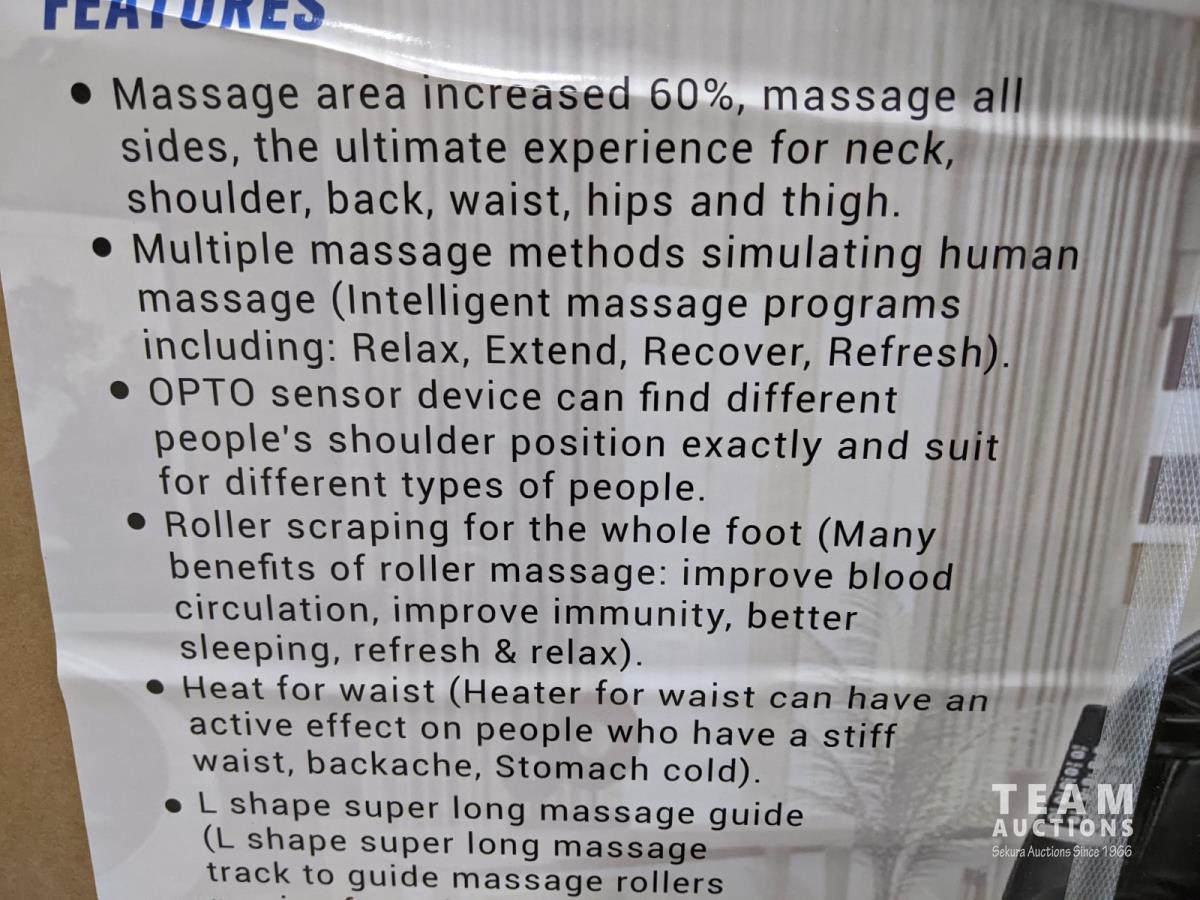 FEATURES
• Massage area increased 60%, massage all
sides, the ultimate experience for neck,
shoulder, back, waist, hips and thigh.
• Multiple massage methods simulating human
massage (Intelligent massage programs
including: Relax, Extend, Recover, Refresh).
• OPTO sensor device can find different
people's shoulder position exactly and suit
for different types of people.
• Roller scraping for the whole foot (Many
benefits of roller massage: improve blood
circulation, improve immunity, better
sleeping, refresh & relax).
• Heat for waist (Heater for waist can have an
active effect on people who have a stiff
waist, backache, Stomach cold).
• L shape super long massage guide
(L shape super long massage
track to guide massage rollers
TEAM
AUCTIONS
Sekura Auctions Since 1966